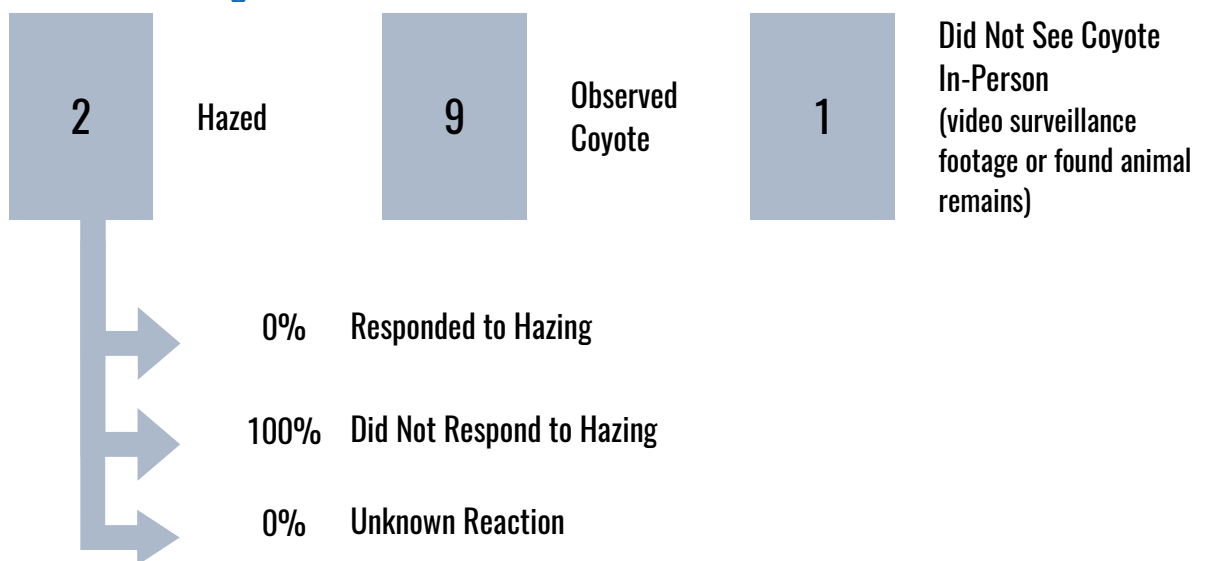 2
Hazed
9
Observed
Coyote
1
Did Not See Coyote
In-Person
(video surveillance
footage or found animal
remains)
0% Responded to Hazing
100% Did Not Respond to Hazing
0% Unknown Reaction